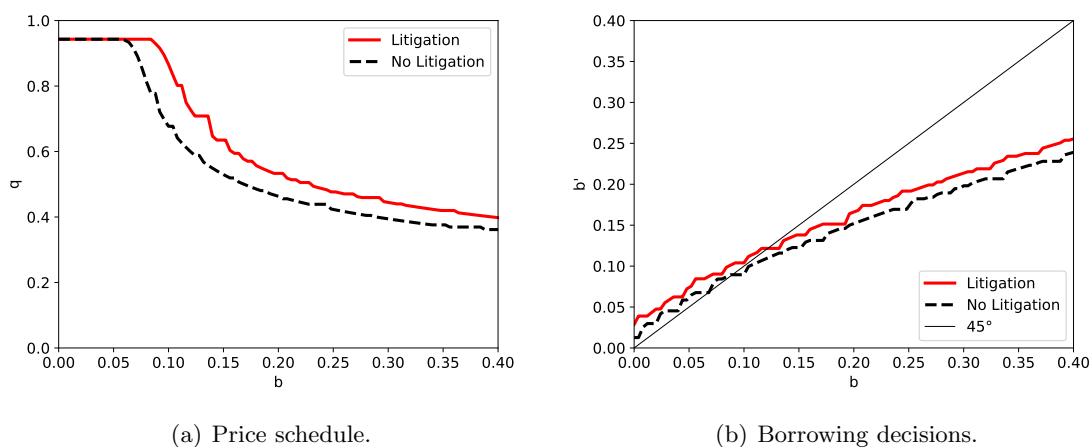 1.0
0.8
0.6
0.4
0.2
0.0
q
0.00 0.05 0.10 0.15 0.20 0.25 0.30 0.35 0.40
b
Litigation
No Litigation
(a) Price schedule.
0.40
0.35
0.30
0.25
0.20
0.15
0.10
0.05
0.00
b'
0.00 0.05 0.10 0.15 0.20 0.25 0.30 0.35 0.40
b
Litigation
No Litigation
45°
(b) Borrowing decisions.